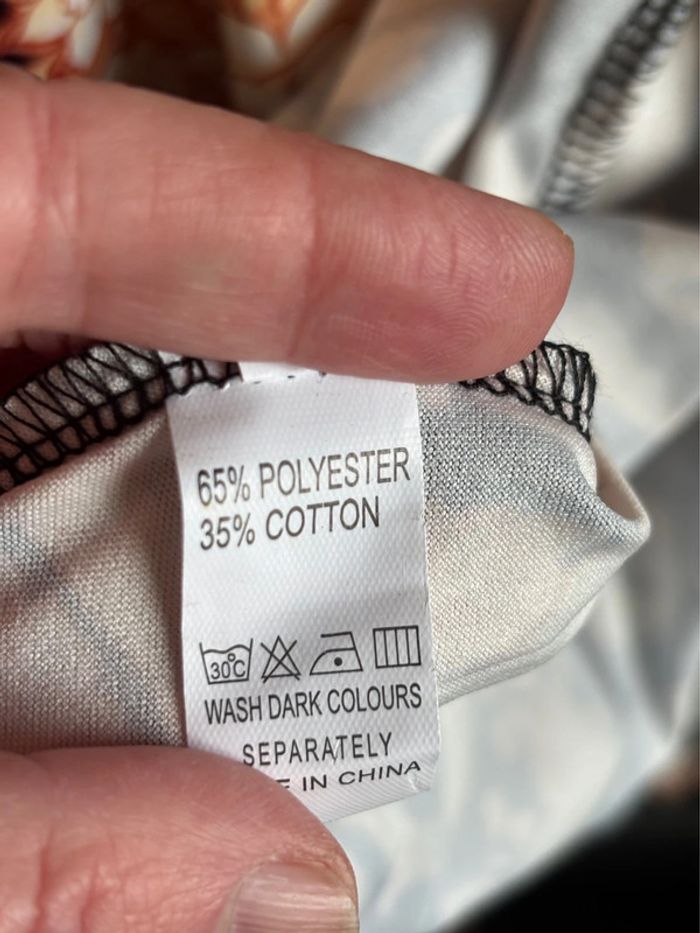 65% POLYESTER
35% COTTON
30°C
WASH DARK COLOURS
SEPARATELY
IN CHINA